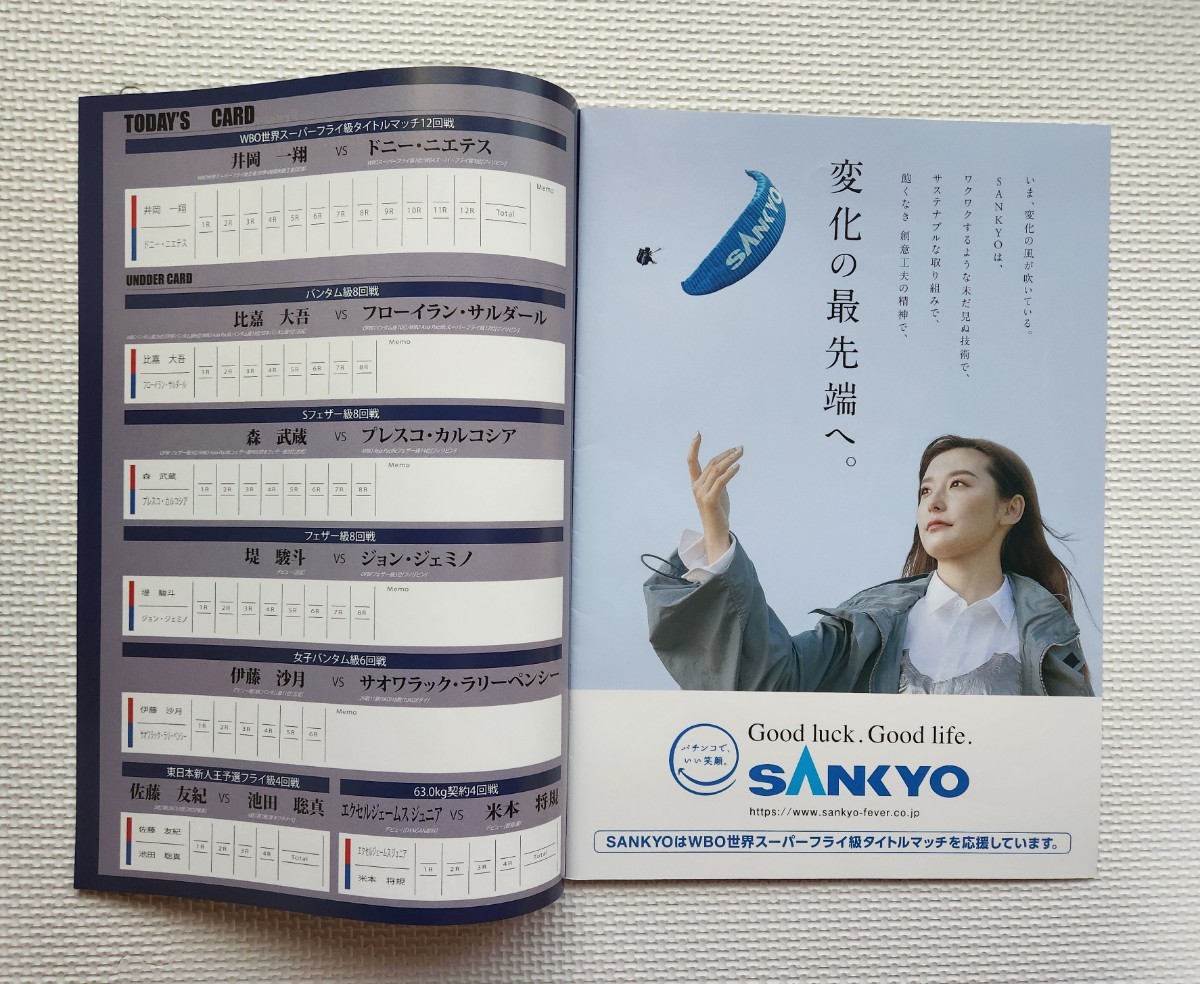 TODAY'S CARD
WBO世界スーパーフライ級タイトルマッチ12回戦
井岡 一翔 VS ドニー・ニエテス
Memo
井岡 一翔
ドニー・ニエテス
1R 2R 3R 4R 5R 6R 7R 8R 9R 10R 11R 12R Total
UNDDER CARD
バンタム級8回戦
比嘉 大吾 VS フローイラン・サルダール
Memo
比嘉 大吾
フローイラン・サルダール
1R 2R 3R 4R 5R 6R 7R 8R
Sフェザー級8回戦
森 武蔵 VS プレスコ・カルコシア
Memo
森 武蔵
プレスコ・カルコシア
1R 2R 3R 4R 5R 6R 7R 8R
フェザー級8回戦
堤 駿斗 VS ジョン・ジェミノ
Memo
堤 駿斗
ジョン・ジェミノ
1R 2R 3R 4R 5R 6R 7R 8R
女子バンタム級6回戦
伊藤 沙月 VS サオワラック・ラリーペンシー
Memo
伊藤 沙月
サオワラック・ラリーペンシー
1R 2R 3R 4R 5R 6R
東日本新人王予選フライ級4回戦
佐藤 友紀 VS 池田 聡真
佐藤 友紀
池田 聡真
1R 2R 3R 4R Total
63.0kg契約4回戦
エクセルジェームス ジュニア VS 米本 将規
エクセルジェームス ジュニア
米本 将規
1R 2R 3R 4R Total
SANKYO
変化の最先端へ。
いま、変化の風が吹いている。
SANKYOは、
ワクワクするような未だ見ぬ技術で、
サステナブルな取り組みで、
飽くなき 創意工夫の精神で、
パチンコで、
いい笑顔。
Good luck. Good life.
SANKYO
https://www.sankyo-fever.co.jp
SANKYOはWBO世界スーパーフライ級タイトルマッチを応援しています。